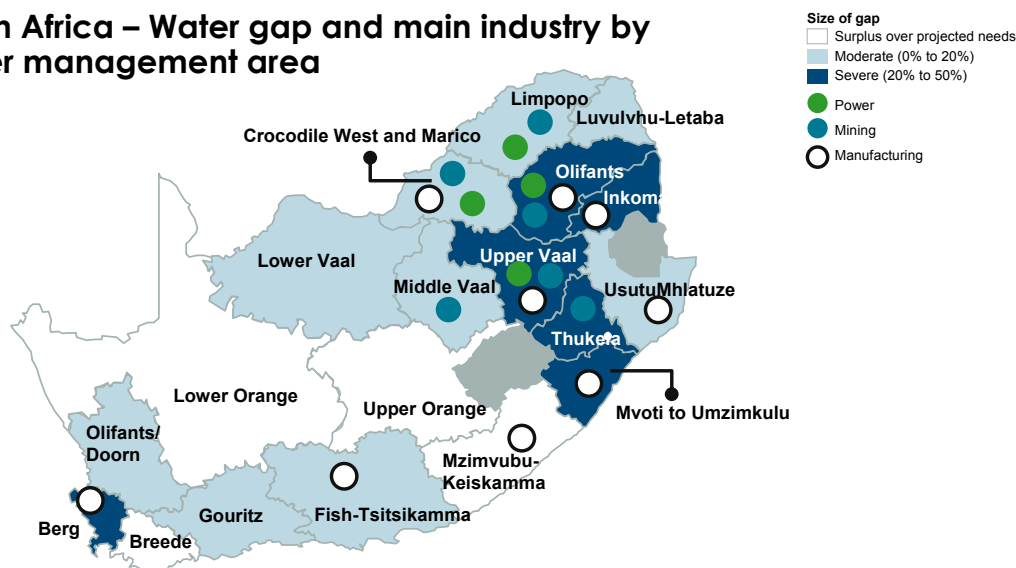 n Africa – Water gap and main industry by
er management area
Size of gap
Surplus over projected needs
Moderate (0% to 20%)
Severe (20% to 50%)
Power
Mining
Manufacturing
Limpopo
Luvulvhu-Letaba
Crocodile West and Marico
Olifants
Inkoma
Lower Vaal
Upper Vaal
Middle Vaal
UsutuMhlatuze
Thukela
Lower Orange
Upper Orange
Mvoti to Umzimkulu
Olifants/
Doorn
Mzimvubu-
Keiskamma
Berg
Breede
Gouritz
Fish-Tsitsikamma